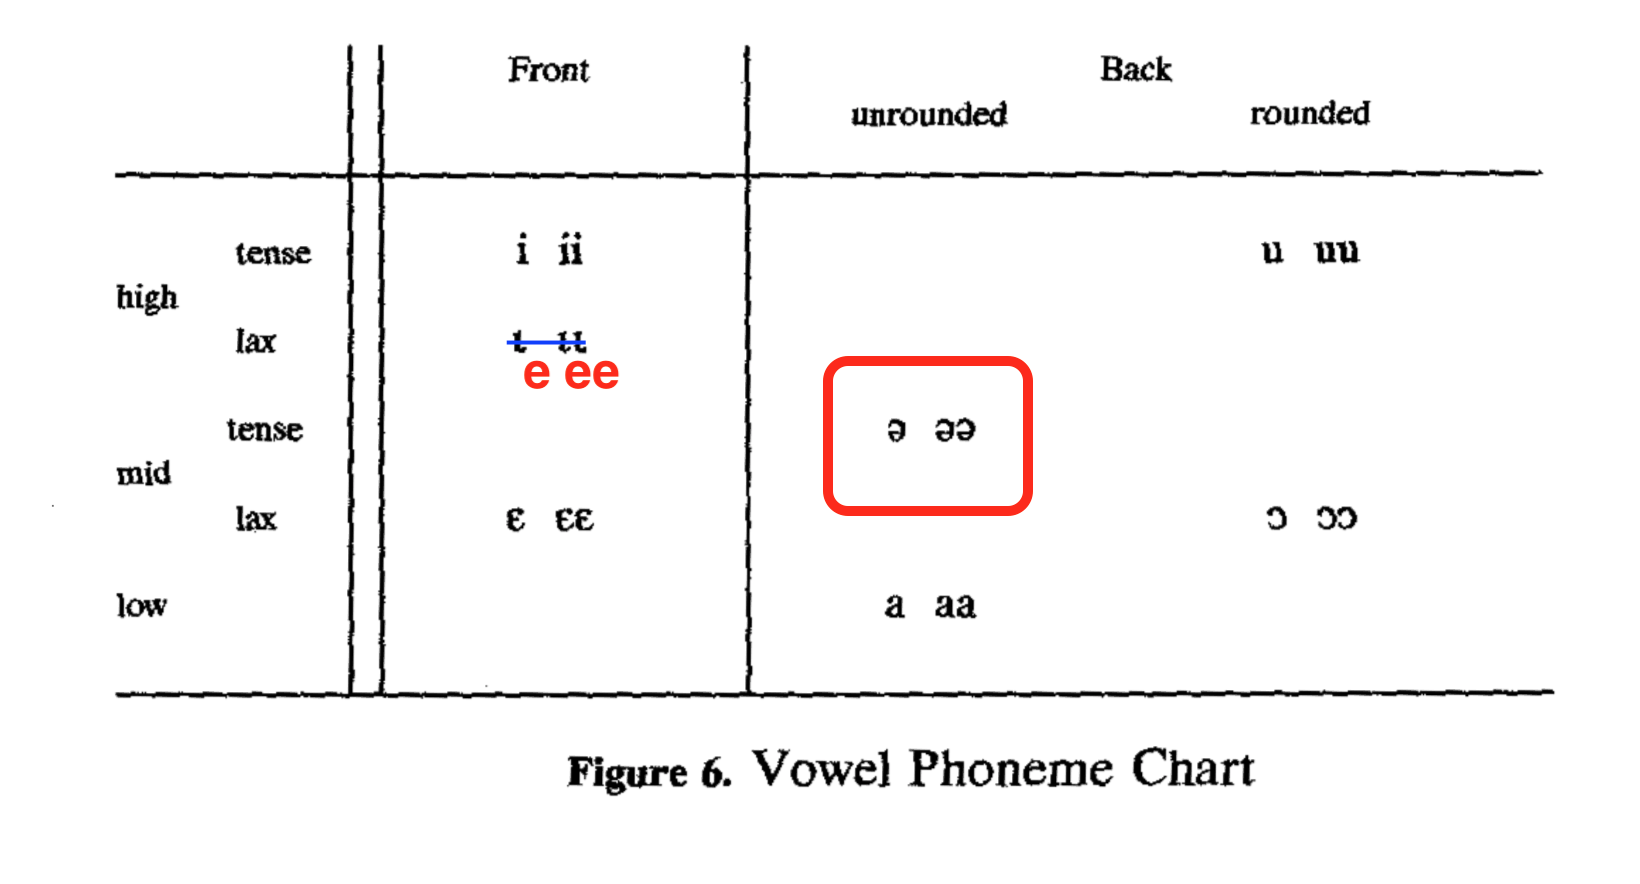 Front Back
unrounded rounded
tense i ii u uu
high
lax ɩ ɩɩ
e ee
tense ə əə
mid
lax ɛ ɛɛ ɔ ɔɔ
low a aa
Figure 6. Vowel Phoneme Chart